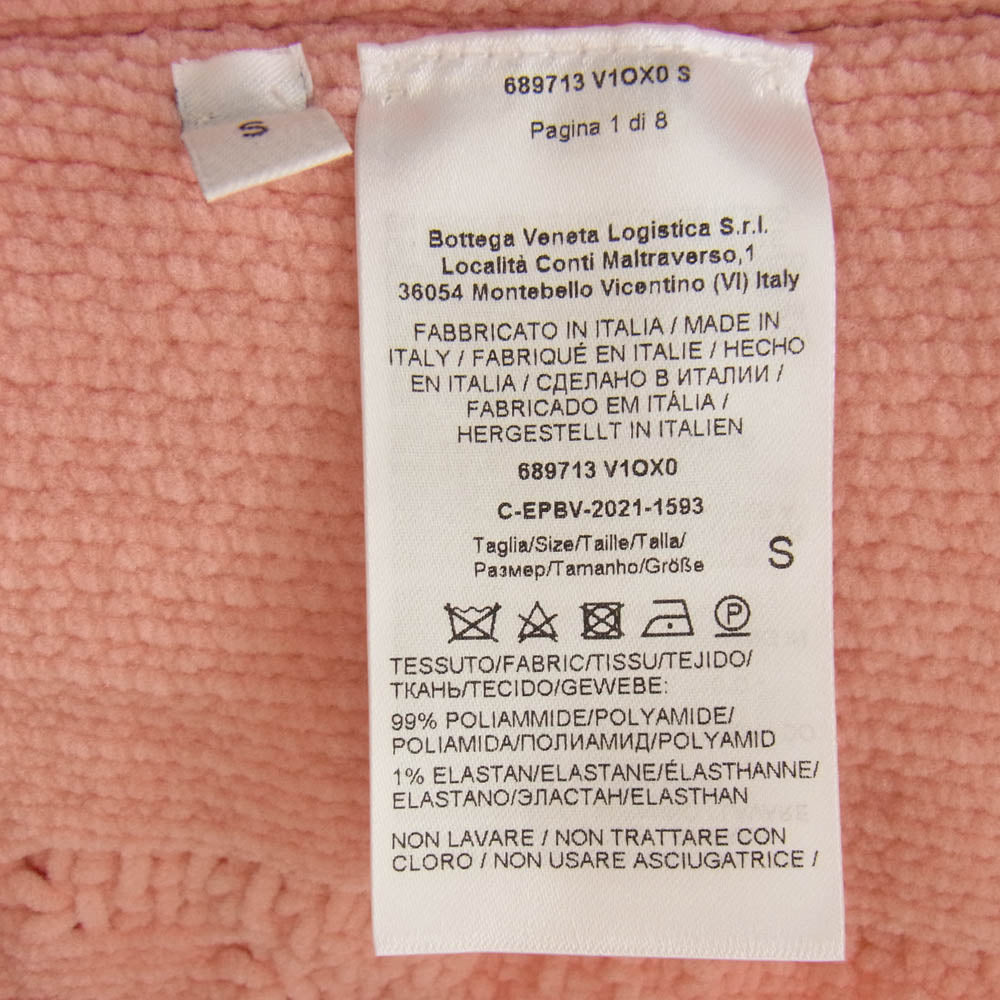 S
689713 V1OX0 S
Pagina 1 di 8
Bottega Veneta Logistica S.r.l.
Località Conti Maltraverso,1
36054 Montebello Vicentino (VI) Italy
FABBRICATO IN ITALIA / MADE IN
ITALY / FABRIQUÉ EN ITALIE / HECHO
EN ITALIA / СДЕЛАНО В ИТАЛИИ /
FABRICADO EM ITÁLIA /
HERGESTELLT IN ITALIEN
689713 V1OX0
C-EPBV-2021-1593
Taglia/Size/Taille/Talla/
Размер/Tamanho/Größe
S
P
TESSUTO/FABRIC/TISSU/TEJIDO/
ТКАНЬ/TECIDO/GEWEBE:
99% POLIAMMIDE/POLYAMIDE/
POLIAMIDA/ПОЛИАМИД/POLYAMID
1% ELASTAN/ELASTANE/ÉLASTHANNE/
ELASTANO/ЭЛАСТАН/ELASTHAN
NON LAVARE / NON TRATTARE CON
CLORO / NON USARE ASCIUGATRICE /